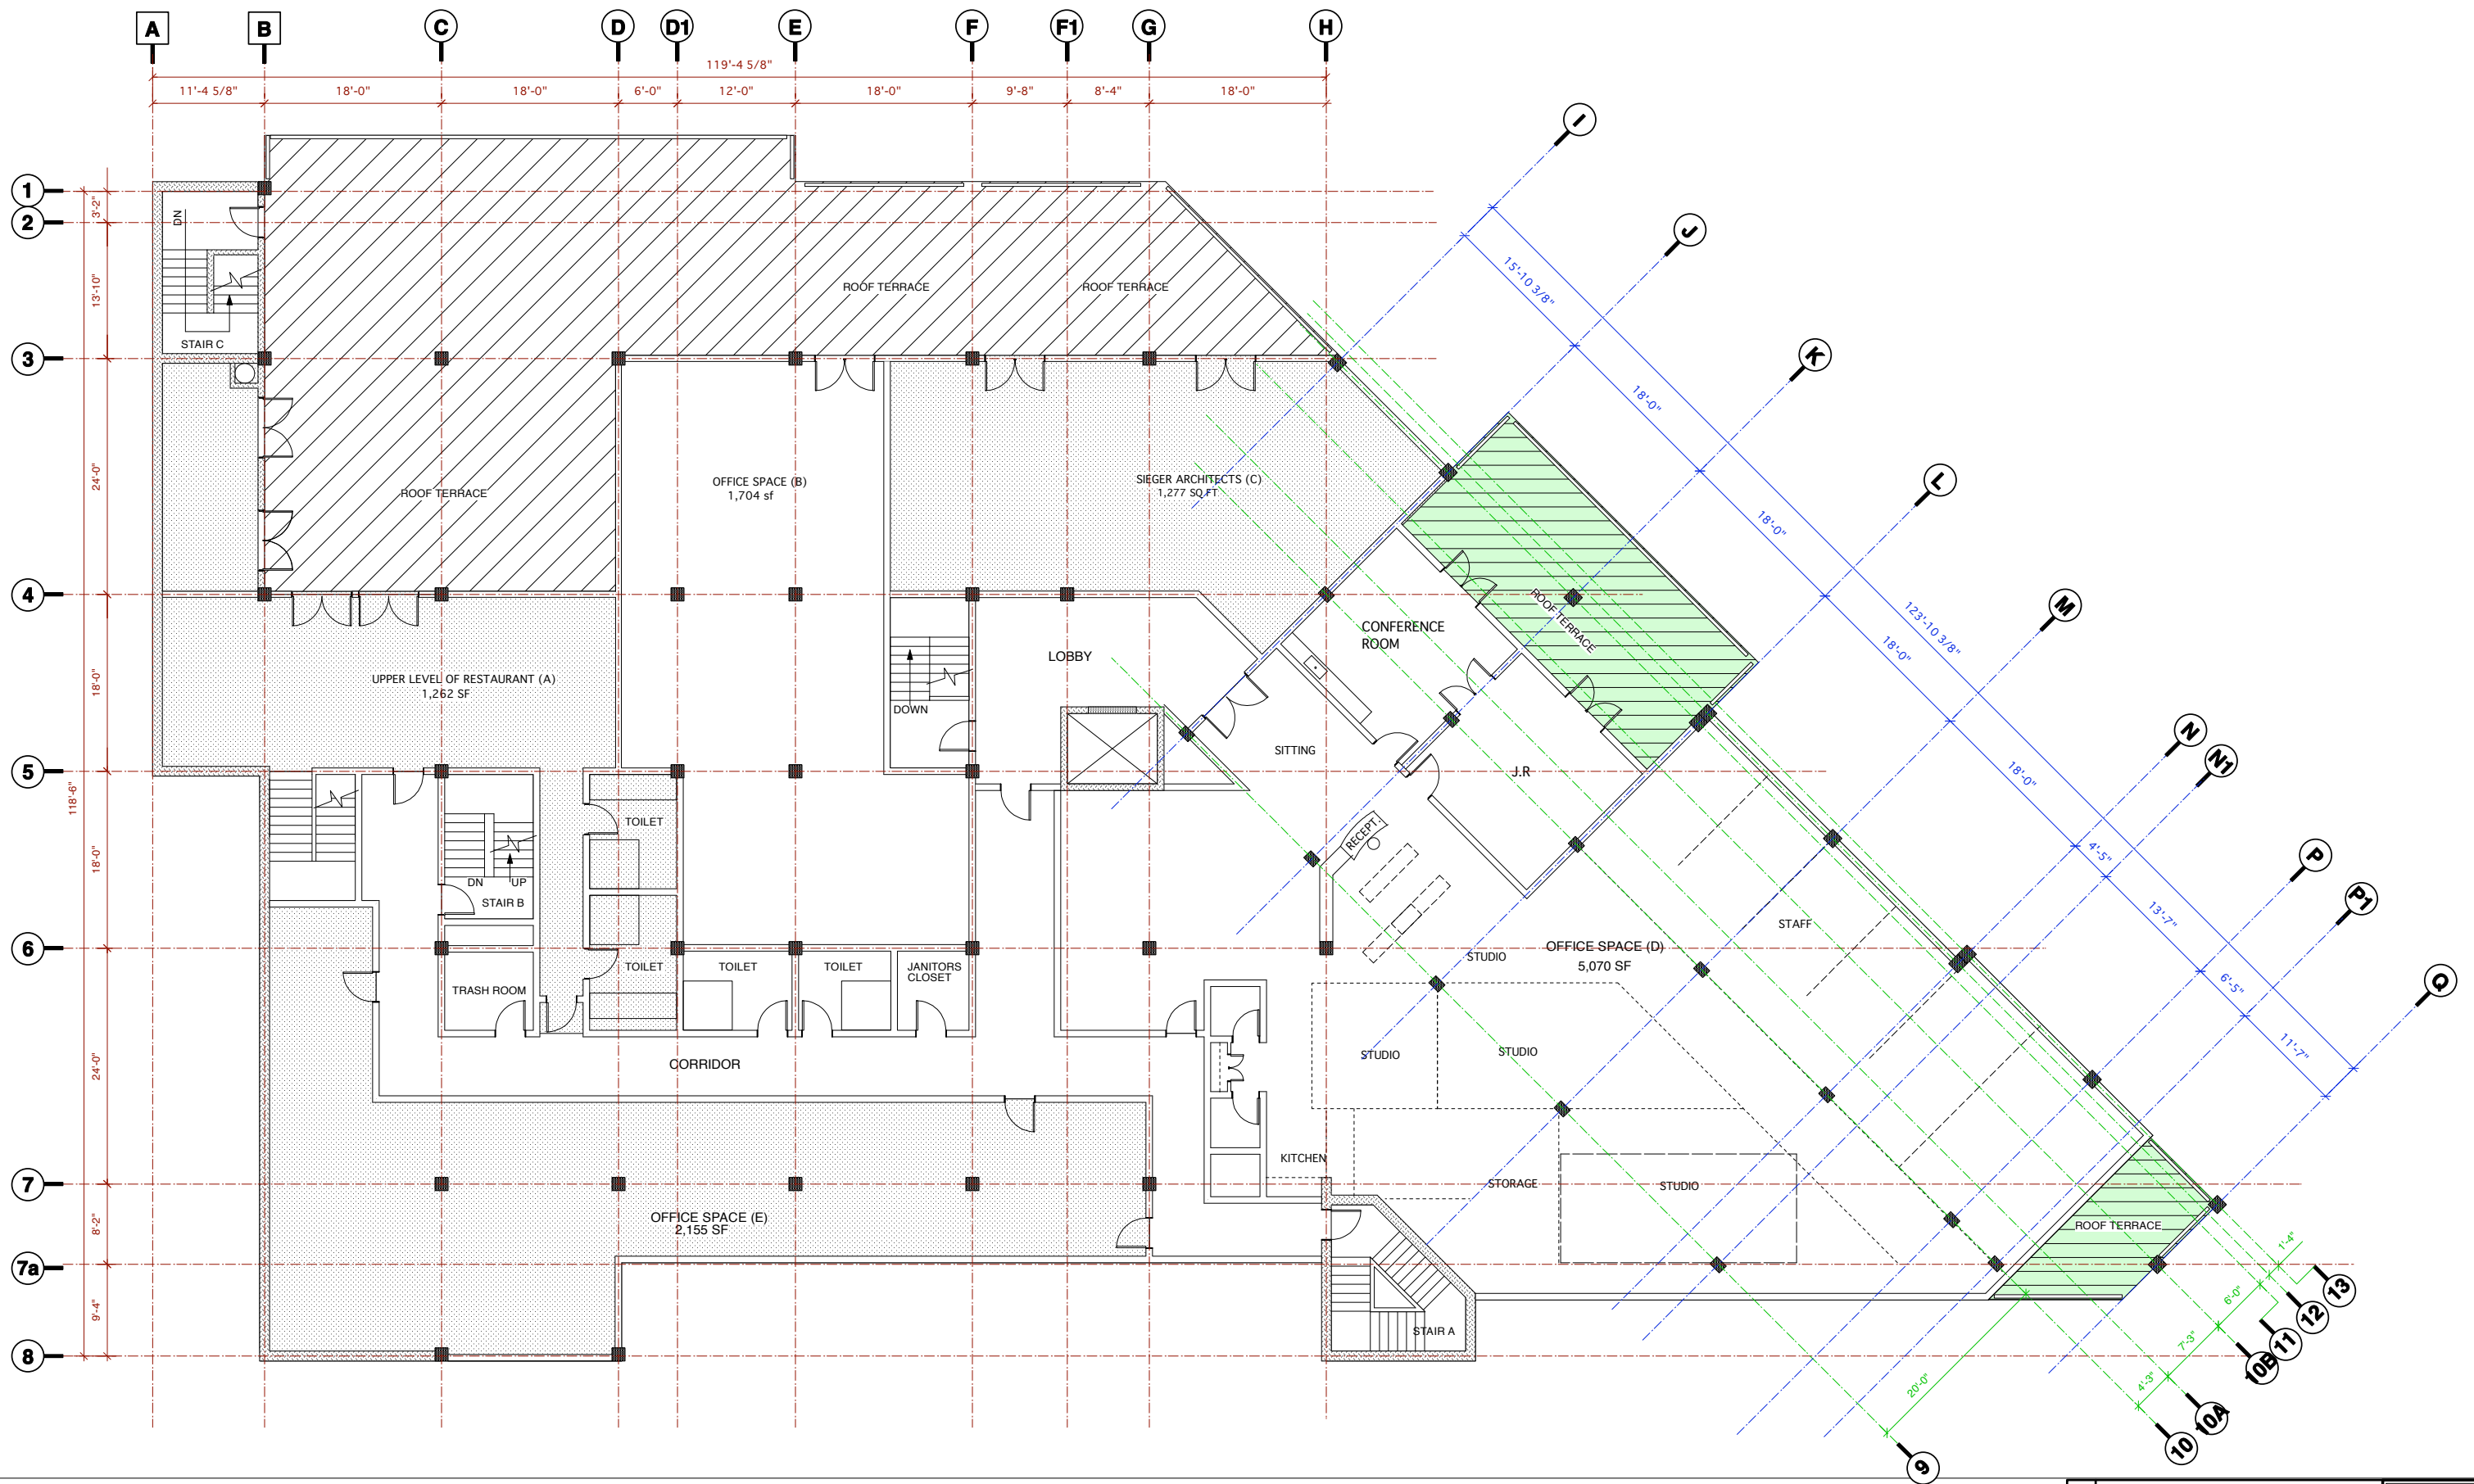 A
B
C
D
D1
E
F
F1
G
H
119'-4 5/8"
11'-4 5/8"
18'-0"
18'-0"
6'-0"
12'-0"
18'-0"
9'-8"
8'-4"
18'-0"
I
J
K
L
M
N
N1
P
P1
Q
15'-10 3/8"
18'-0"
18'-0"
18'-0"
18'-0"
4'-5"
13'-7"
6'-5"
11'-7"
123'-10 3/8"
1
2
3
4
5
6
7
7a
8
3'-2"
13'-10"
24'-0"
18'-0"
18'-0"
24'-0"
8'-2"
9'-4"
118'-6"
DN
STAIR C
ROOF TERRACE
ROOF TERRACE
ROOF TERRACE
OFFICE SPACE (B)
1,704 sf
SIEGER ARCHITECTS (C)
1,277 SQ FT
ROOF TERRACE
CONFERENCE
ROOM
LOBBY
UPPER LEVEL OF RESTAURANT (A)
1,262 SF
DOWN
SITTING
J.R
TOILET
RECEPT.
DN
UP
STAIR B
STAFF
OFFICE SPACE (D)
5,070 SF
STUDIO
TOILET
TOILET
TOILET
JANITORS
CLOSET
TRASH ROOM
CORRIDOR
STUDIO
STUDIO
KITCHEN
STORAGE
STUDIO
OFFICE SPACE (E)
2,155 SF
ROOF TERRACE
STAIR A
1'-4"
6'-0"
7'-3"
4'-3"
20'-0"
13
12
11
10B
10A
10
9